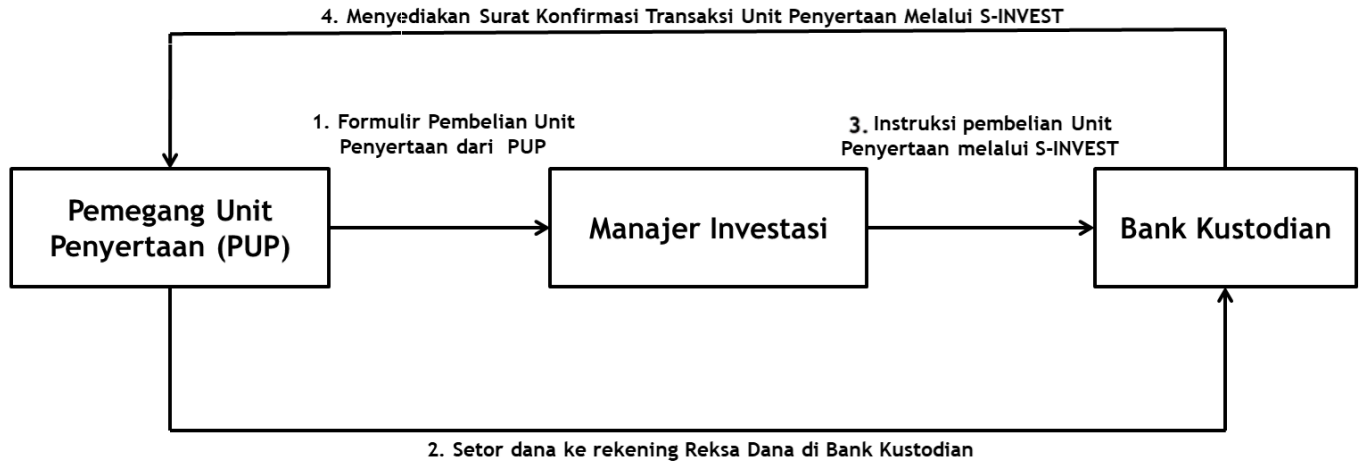 4. Menyediakan Surat Konfirmasi Transaksi Unit Penyertaan Melalui S-INVEST
1. Formulir Pembelian Unit
Penyertaan dari PUP
3. Instruksi pembelian Unit
Penyertaan melalui S-INVEST
Pemegang Unit
Penyertaan (PUP)
Manajer Investasi
Bank Kustodian
2. Setor dana ke rekening Reksa Dana di Bank Kustodian